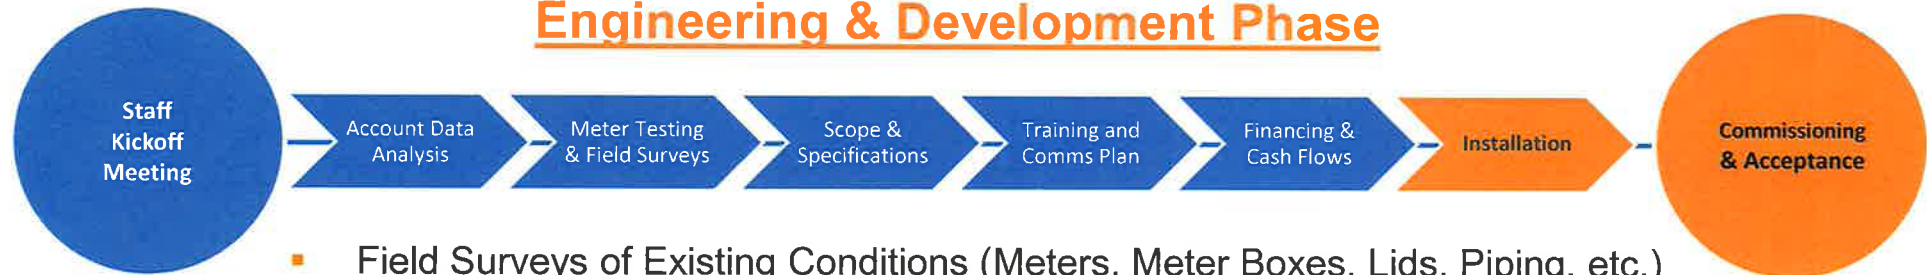 Engineering & Development Phase
Staff
Kickoff
Meeting
Account Data
Analysis
Meter Testing
& Field Surveys
Scope &
Specifications
Training and
Comms Plan
Financing &
Cash Flows
Installation
Commissioning
& Acceptance
▪ Field Surveys of Existing Conditions (Meters, Meter Boxes, Lids, Piping, etc.)